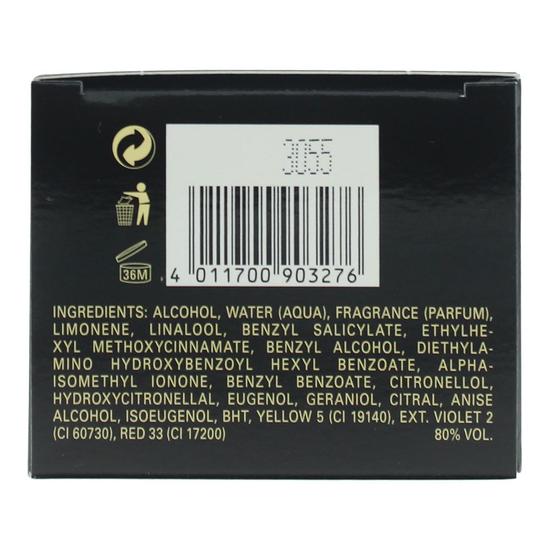 3055
36M
4 011700 903276
INGREDIENTS: ALCOHOL, WATER (AQUA), FRAGRANCE (PARFUM),
LIMONENE, LINALOOL, BENZYL SALICYLATE, ETHYLHE-
XYL METHOXYCINNAMATE, BENZYL ALCOHOL, DIETHYLA-
MINO HYDROXYBENZOYL HEXYL BENZOATE, ALPHA-
ISOMETHYL IONONE, BENZYL BENZOATE, CITRONELLOL,
HYDROXYCITRONELLAL, EUGENOL, GERANIOL, CITRAL, ANISE
ALCOHOL, ISOEUGENOL, BHT, YELLOW 5 (CI 19140), EXT. VIOLET 2
(CI 60730), RED 33 (CI 17200) 80% VOL.